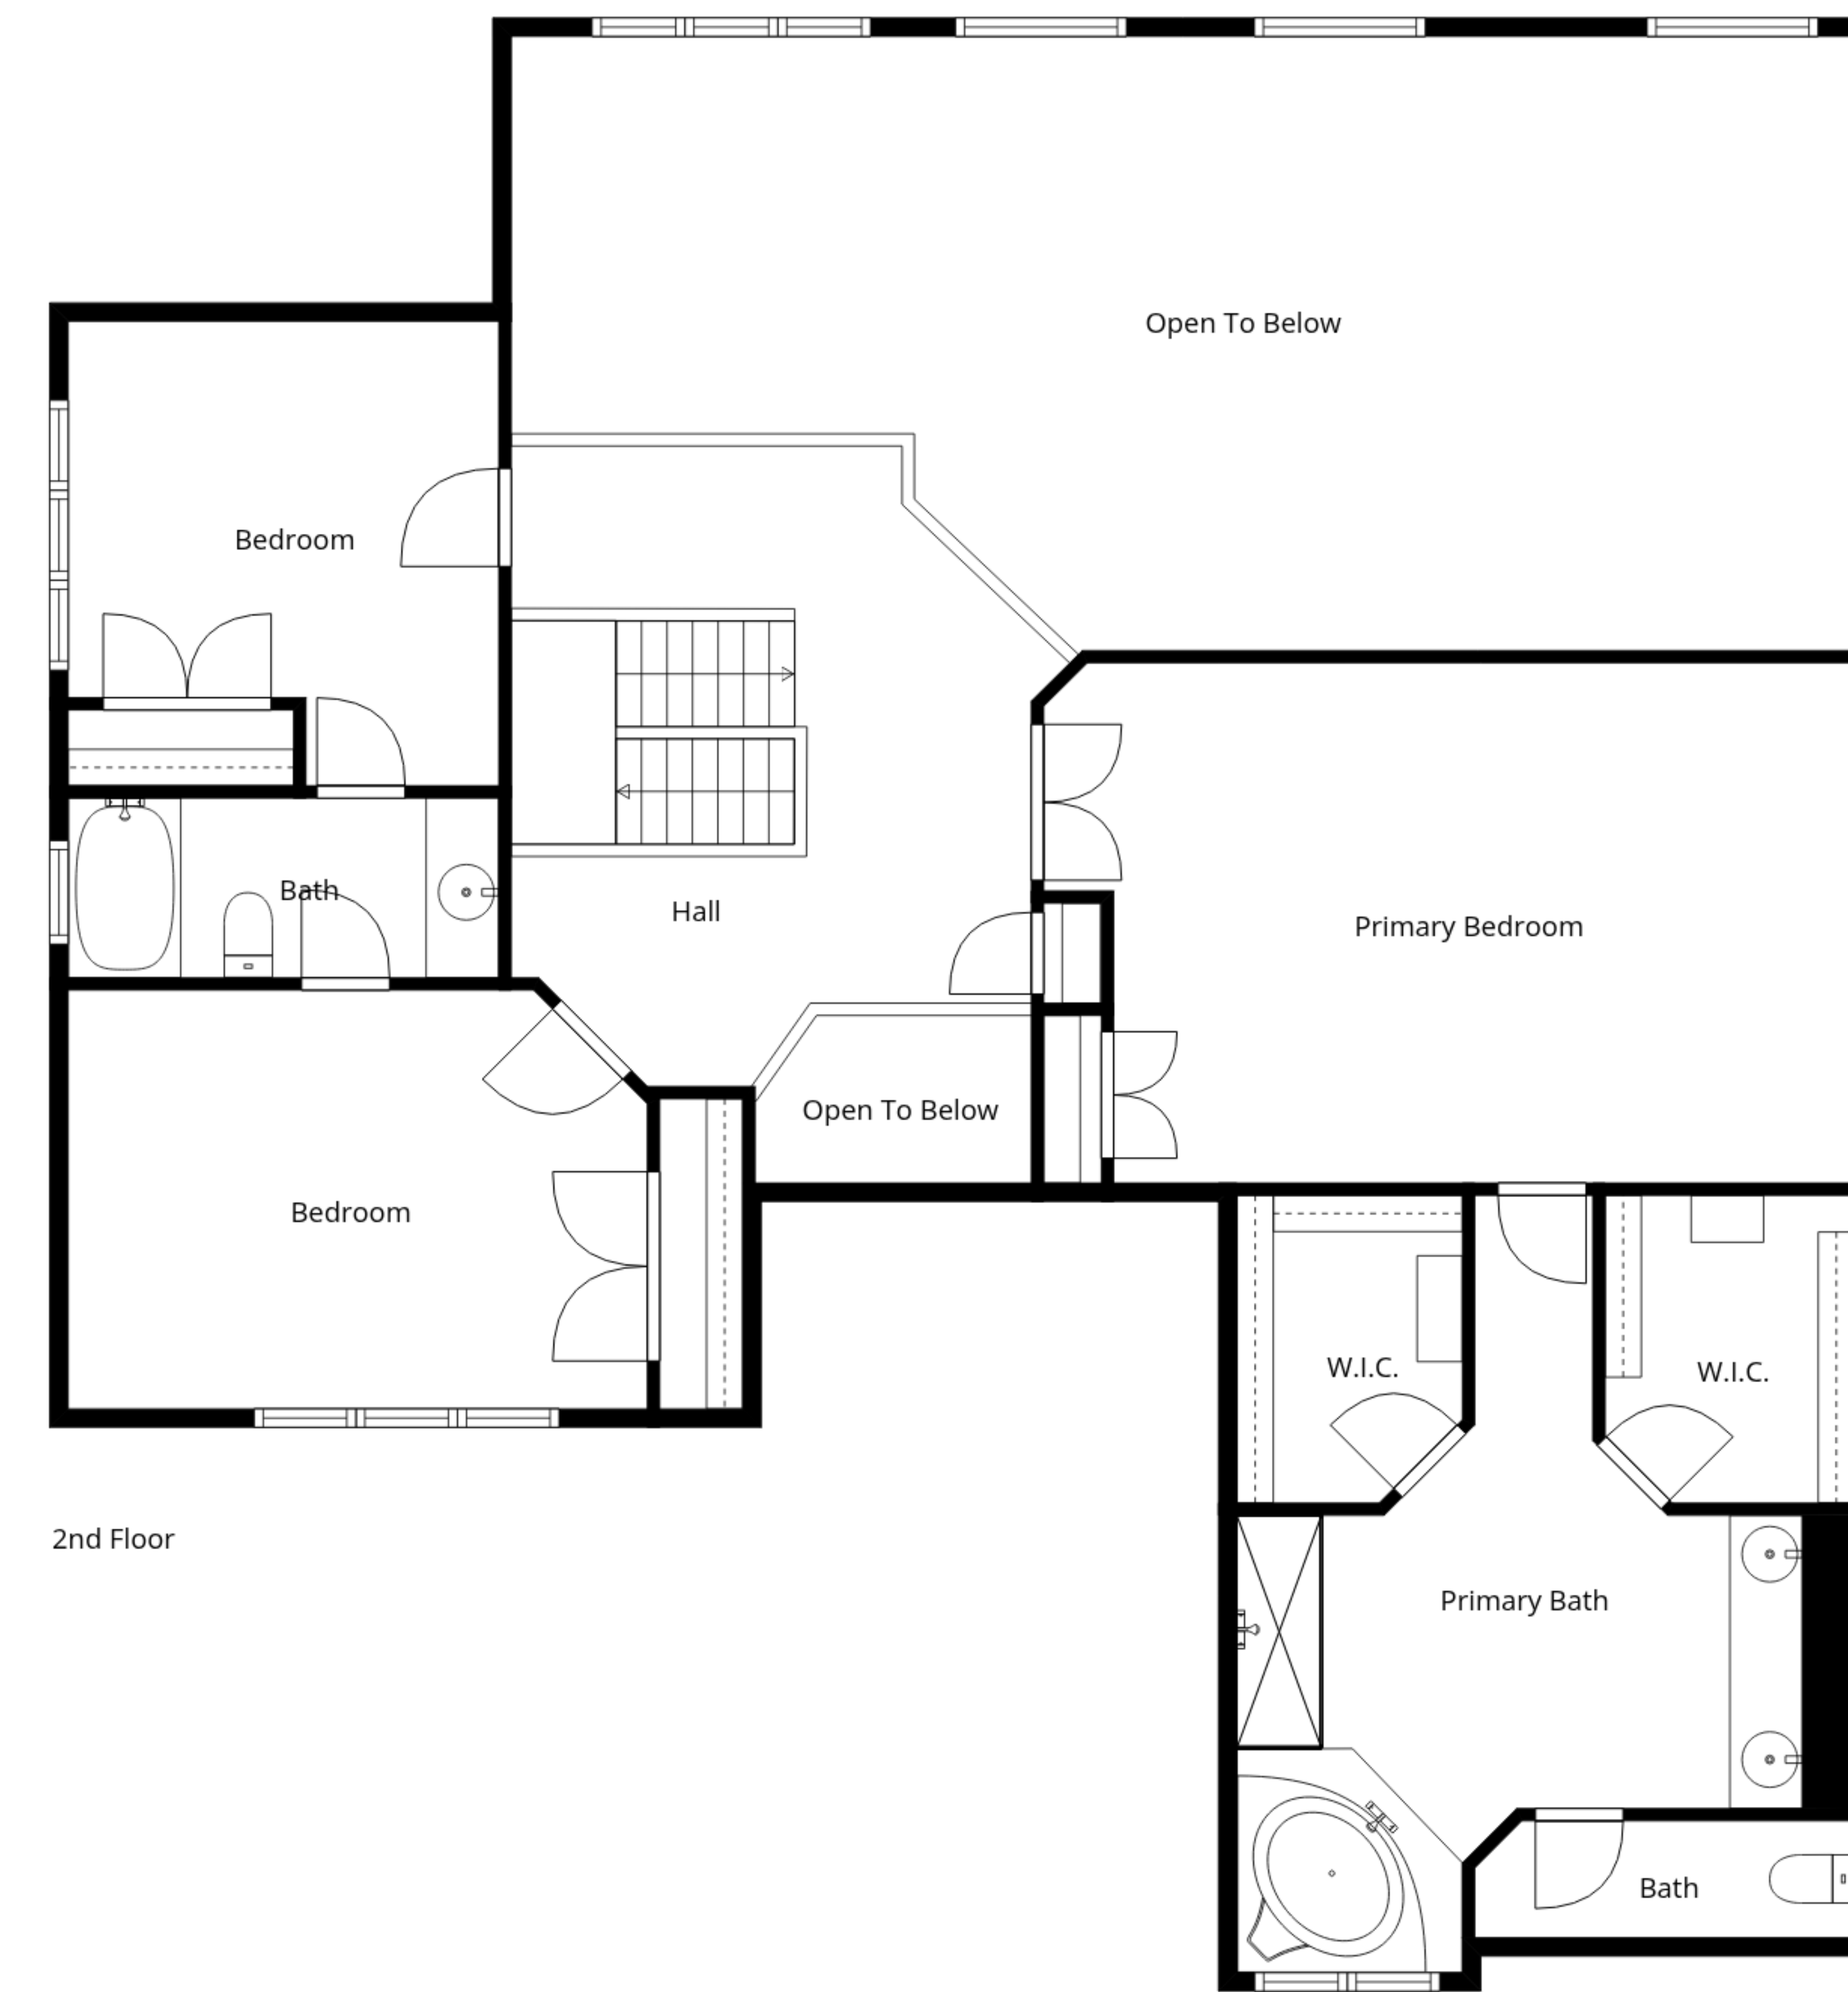 Open To Below
Bedroom
Bath
Hall
Primary Bedroom
Open To Below
Bedroom
W.I.C.
W.I.C.
2nd Floor
Primary Bath
Bath